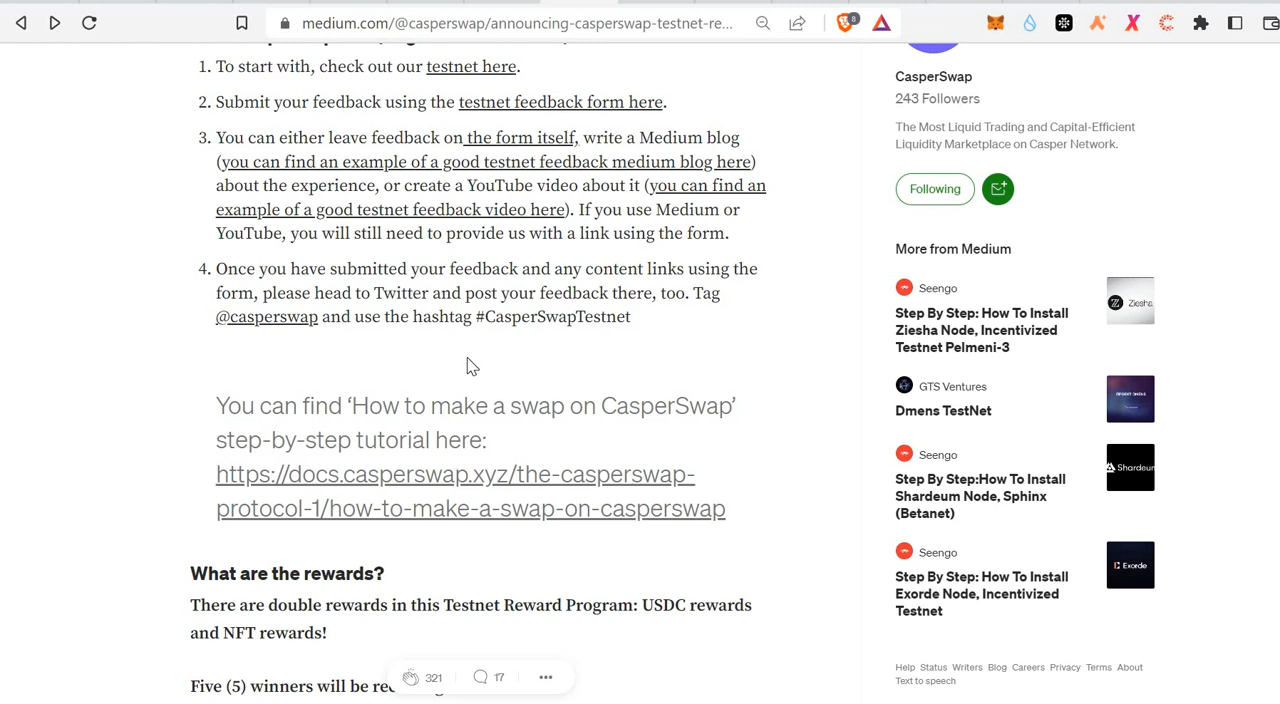 medium.com/@casperswap/announcing-casperswap-testnet-re...
8
1. To start with, check out our testnet here.
2. Submit your feedback using the testnet feedback form here.
3. You can either leave feedback on the form itself, write a Medium blog
(you can find an example of a good testnet feedback medium blog here)
about the experience, or create a YouTube video about it (you can find an
example of a good testnet feedback video here). If you use Medium or
YouTube, you will still need to provide us with a link using the form.
4. Once you have submitted your feedback and any content links using the
form, please head to Twitter and post your feedback there, too. Tag
@casperswap and use the hashtag #CasperSwapTestnet
You can find ‘How to make a swap on CasperSwap’
step-by-step tutorial here:
https://docs.casperswap.xyz/the-casperswap-
protocol-1/how-to-make-a-swap-on-casperswap
What are the rewards?
There are double rewards in this Testnet Reward Program: USDC rewards
and NFT rewards!
Five (5) winners will be
321
17
CasperSwap
243 Followers
The Most Liquid Trading and Capital-Efficient
Liquidity Marketplace on Casper Network.
Following
More from Medium
Seengo
Step By Step: How To Install
Ziesha Node, Incentivized
Testnet Pelmeni-3
Ziesha
GTS Ventures
Dmens TestNet
Seengo
Step By Step:How To Install
Shardeum Node, Sphinx
(Betanet)
Shardeum
Seengo
Step By Step: How To Install
Exorde Node, Incentivized
Testnet
Exorde
Help Status Writers Blog Careers Privacy Terms About
Text to speech